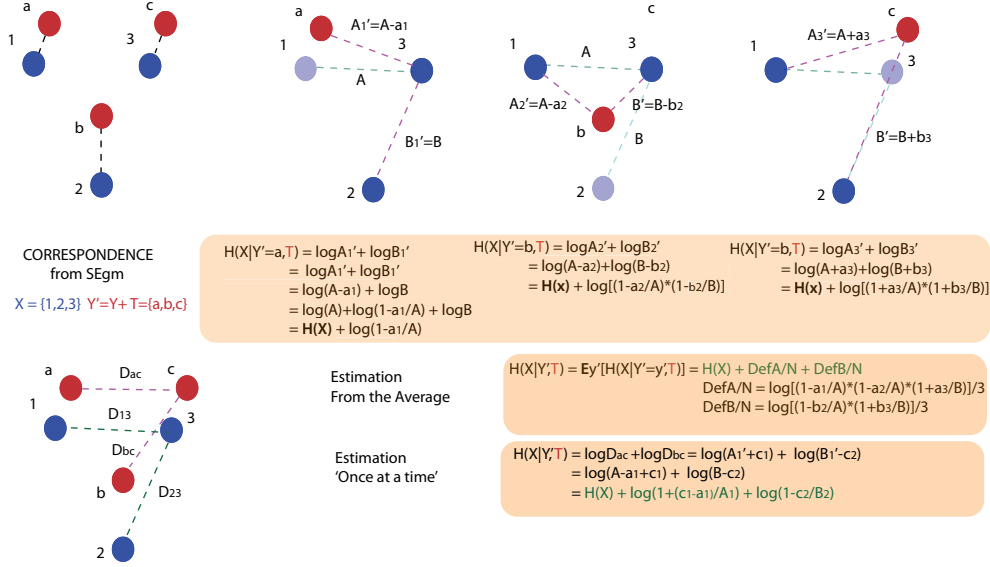 a
1
c
3
b
2
a
A1'=A-a1
1
3
A
B1'=B
2
c
1
3
A
A2'=A-a2
B'=B-b2
b
B
2
c
A3'=A+a3
1
3
B'=B+b3
2
CORRESPONDENCE
from SEgm
X = {1,2,3} Y'=Y+ T={a,b,c}
H(X|Y'=a,T) = logA1'+ logB1'
= logA1'+ logB1'
= log(A-a1) + logB
= log(A)+log(1-a1/A) + logB
= H(X) + log(1-a1/A)
H(X|Y'=b,T) = logA2'+ logB2'
= log(A-a2)+log(B-b2)
= H(x) + log[(1-a2/A)*(1-b2/B)]
H(X|Y'=b,T) = logA3'+ logB3'
= log(A+a3)+log(B+b3)
= H(x) + log[(1+a3/A)*(1+b3/B)]
a
Dac
c
1
D13
3
Dbc
b
D23
2
Estimation
From the Average
H(X|Y',T) = Ey'[H(X|Y'=y',T)] = H(X) + DefA/N + DefB/N
DefA/N = log[(1-a1/A)*(1-a2/A)*(1+a3/B)]/3
DefB/N = log[(1-b2/A)*(1+b3/B)]/3
Estimation
'Once at a time'
H(X|Y',T) = logDac +logDbc = log(A1'+c1) + log(B1'-c2)
= log(A-a1+c1) + log(B-c2)
= H(X) + log(1+(c1-a1)/A1) + log(1-c2/B2)